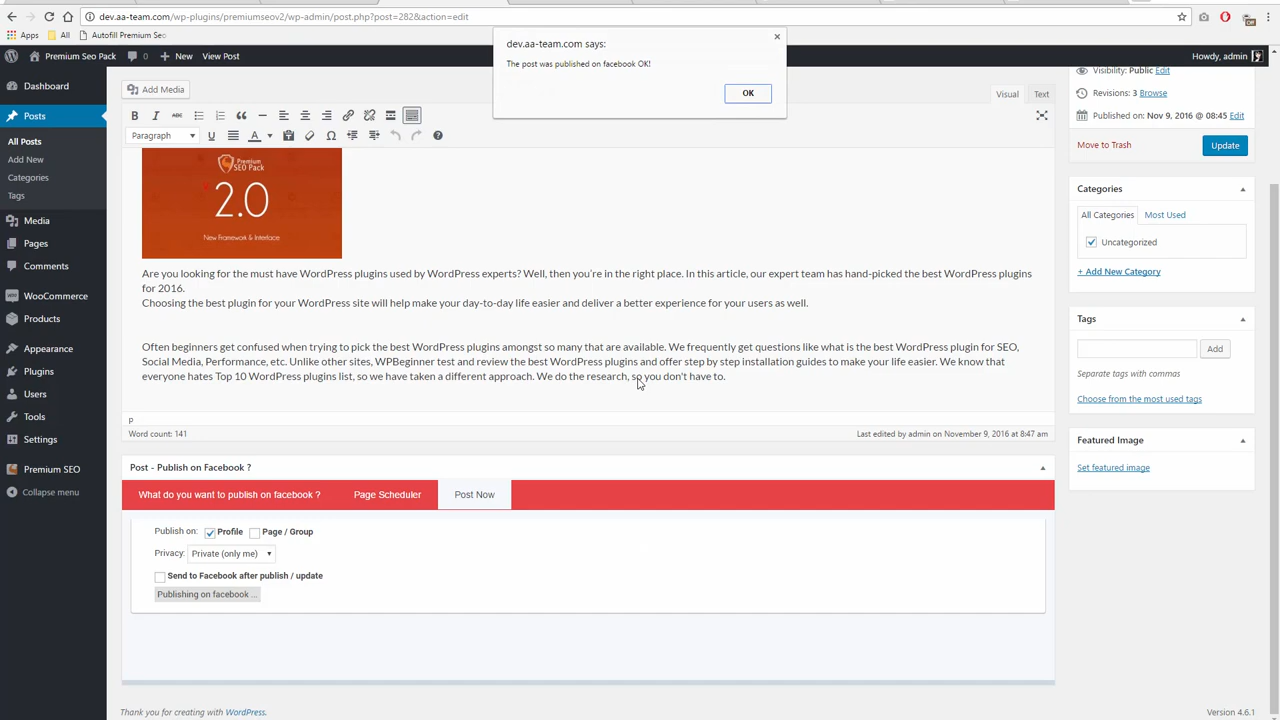 dev.aa-team.com/wp-plugins/premiumseov2/wp-admin/post.php?post=282&action=edit
Apps All Autofill Premium Sec
Premium Seo Pack 0 New View Post Howdy, admin
dev.aa-team.com says:
The post was published on facebook OK!
OK
Dashboard
Posts
All Posts
Add New
Categories
Tags
Media
Pages
Comments
WooCommerce
Products
Appearance
Plugins
Users
Tools
Settings
Premium SEO
Collapse menu
Add Media
Visual Text
B I ABC
Paragraph U A Ω
Premium
SEO PACK
2.0
New Framework & Interface
Are you looking for the must have WordPress plugins used by WordPress experts? Well, then you're in the right place. In this article, our expert team has hand-picked the best WordPress plugins
for 2016.
Choosing the best plugin for your WordPress site will help make your day-to-day life easier and deliver a better experience for your users as well.
Often beginners get confused when trying to pick the best WordPress plugins amongst so many that are available. We frequently get questions like what is the best WordPress plugin for SEO,
Social Media, Performance, etc. Unlike other sites, WPBeginner test and review the best WordPress plugins and offer step by step installation guides to make your life easier. We know that
everyone hates Top 10 WordPress plugins list, so we have taken a different approach. We do the research, so you don't have to.
p
Word count: 141 Last edited by admin on November 9, 2016 at 8:47 am
Post - Publish on Facebook ?
What do you want to publish on facebook ? Page Scheduler Post Now
Publish on: Profile Page / Group
Privacy: Private (only me)
Send to Facebook after publish / update
Publishing on facebook ...
Visibility: Public Edit
Revisions: 3 Browse
Published on: Nov 9, 2016 @ 08:45 Edit
Move to Trash Update
Categories
All Categories Most Used
Uncategorized
+ Add New Category
Tags
Add
Separate tags with commas
Choose from the most used tags
Featured Image
Set featured image
Thank you for creating with WordPress. Version 4.6.1